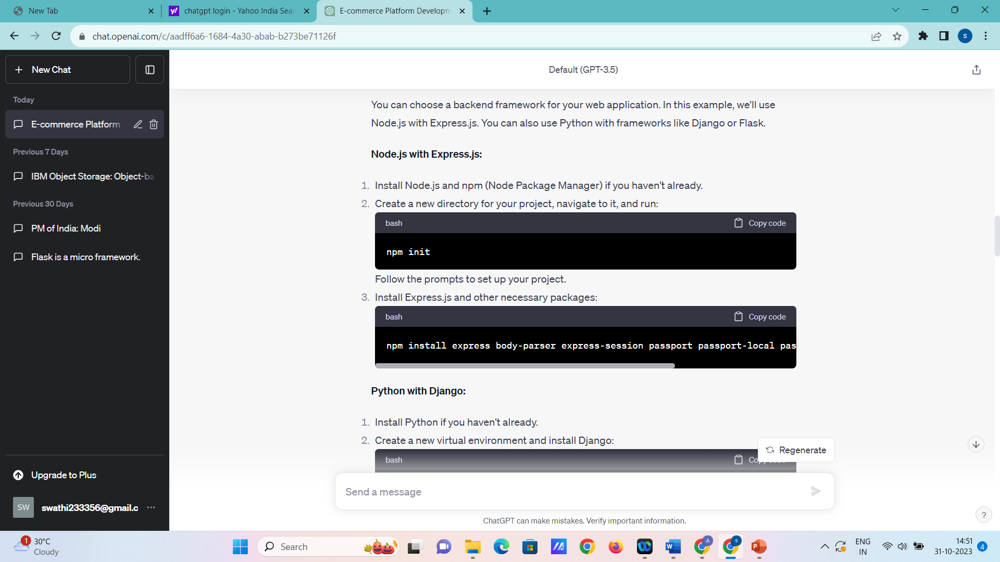 New Tab
chatgpt login - Yahoo India Sear
E-commerce Platform Developm
chat.openai.com/c/aadff6a6-1684-4a30-abab-b273be71126f
S
New Chat
Today
E-commerce Platform
Previous 7 Days
IBM Object Storage: Object-ba
Previous 30 Days
PM of India: Modi
Flask is a micro framework.
Upgrade to Plus
SW
swathi233356@gmail.c
Default (GPT-3.5)
You can choose a backend framework for your web application. In this example, we'll use
Node.js with Express.js. You can also use Python with frameworks like Django or Flask.
Node.js with Express.js:
1. Install Node.js and npm (Node Package Manager) if you haven't already.
2. Create a new directory for your project, navigate to it, and run:
bash
Copy code
npm init
Follow the prompts to set up your project.
3. Install Express.js and other necessary packages:
bash
Copy code
npm install express body-parser express-session passport passport-local pas
Python with Django:
1. Install Python if you haven't already.
2. Create a new virtual environment and install Django:
bash
Copy code
Regenerate
Send a message
ChatGPT can make mistakes. Verify important information.
?
1
30°C
Cloudy
Search
W
A
S
P
ENG
IN
14:51
31-10-2023
4